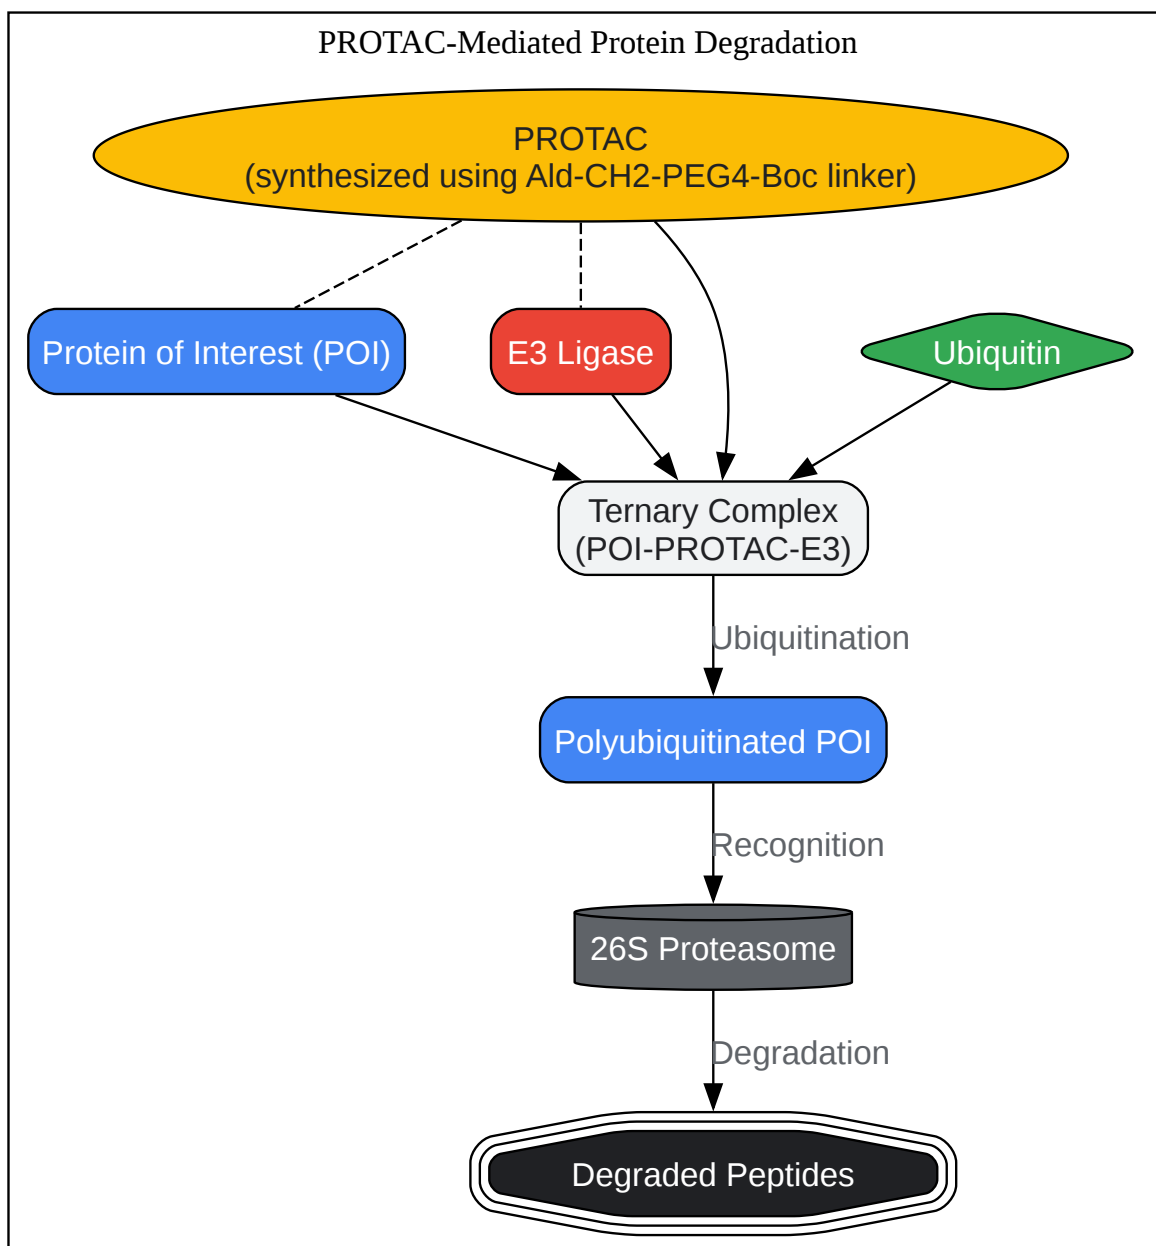 PROTAC-Mediated Protein Degradation
PROTAC
(synthesized using Ald-CH2-PEG4-Boc linker)
Protein of Interest (POI)
E3 Ligase
Ubiquitin
Ternary Complex
(POI-PROTAC-E3)
Ubiquitination
Polyubiquitinated POI
Recognition
26S Proteasome
Degradation
Degraded Peptides